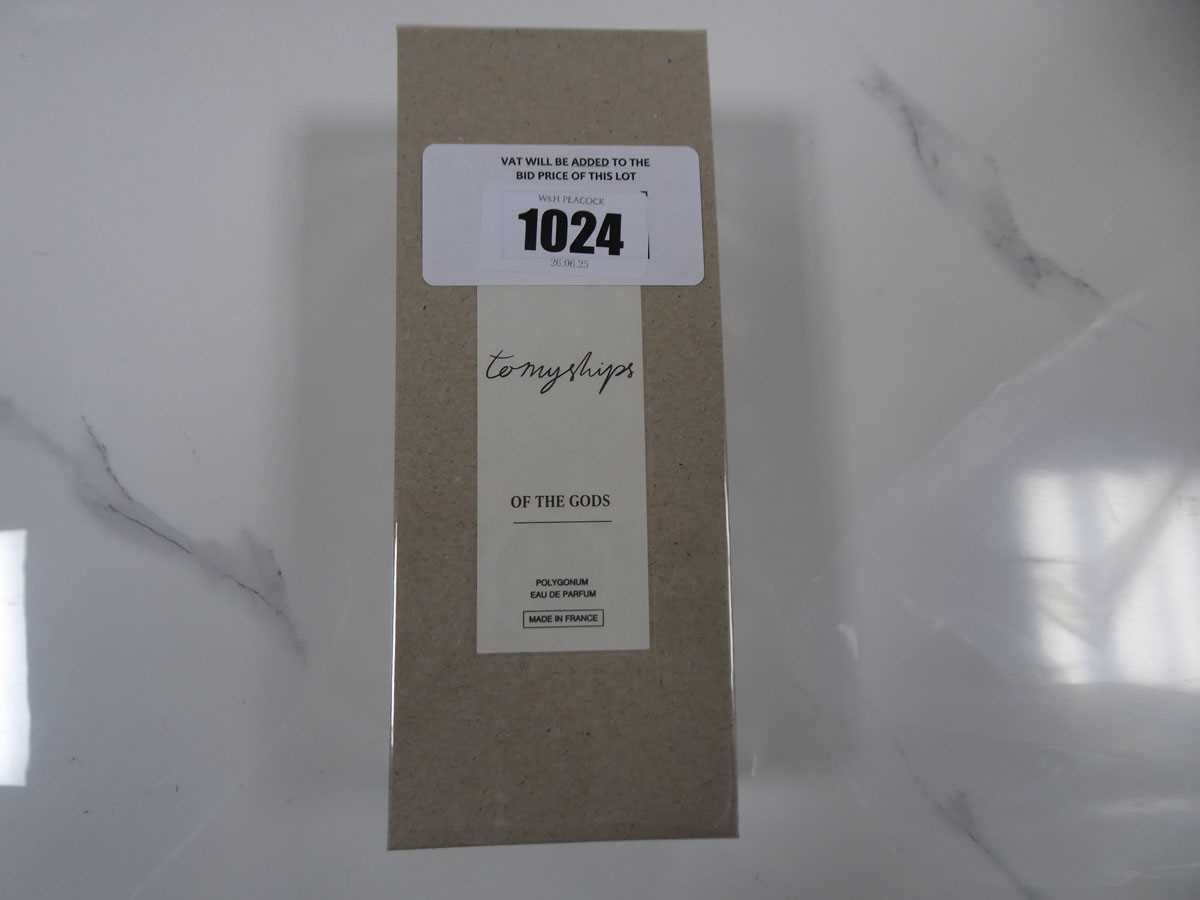 VAT WILL BE ADDED TO THE
BID PRICE OF THIS LOT
W&H PEACOCK
1024
26.06.25
tomyships
OF THE GODS
POLYGONUM
EAU DE PARFUM
MADE IN FRANCE